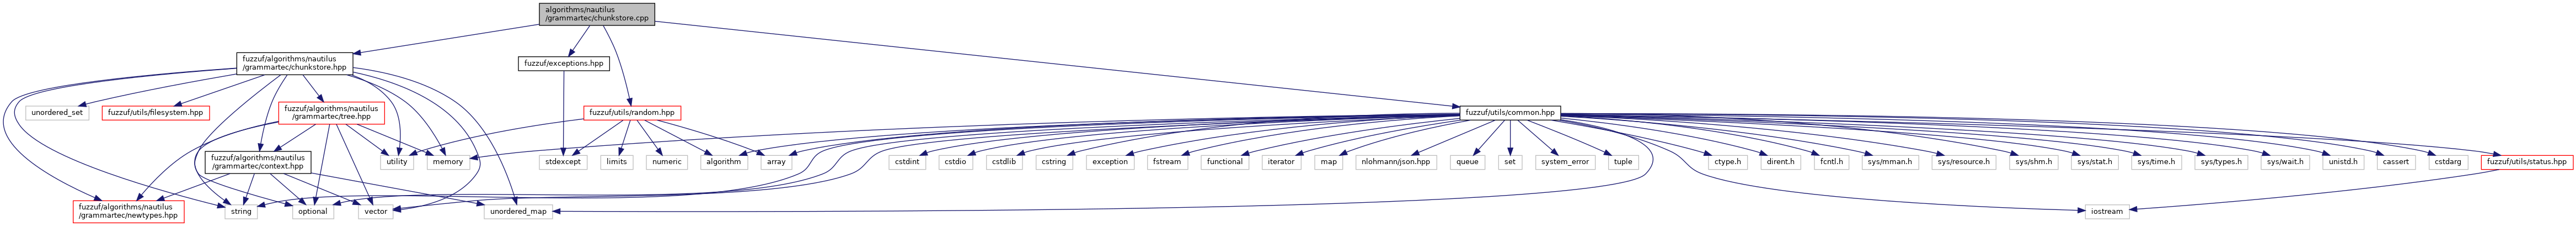 algorithms/nautilus
/grammartec/chunkstore.cpp
fuzzuf/algorithms/nautilus
/grammartec/chunkstore.hpp
fuzzuf/exceptions.hpp
unordered_set
fuzzuf/utils/filesystem.hpp
fuzzuf/algorithms/nautilus
/grammartec/tree.hpp
fuzzuf/utils/random.hpp
fuzzuf/utils/common.hpp
fuzzuf/algorithms/nautilus
/grammartec/context.hpp
utility
memory
stdexcept
limits
numeric
algorithm
array
cstdint
cstdio
cstdlib
cstring
exception
fstream
functional
iterator
map
nlohmann/json.hpp
queue
set
system_error
tuple
ctype.h
dirent.h
fcntl.h
sys/mman.h
sys/resource.h
sys/shm.h
sys/stat.h
sys/time.h
sys/types.h
sys/wait.h
unistd.h
cassert
cstdarg
fuzzuf/utils/status.hpp
fuzzuf/algorithms/nautilus
/grammartec/newtypes.hpp
string
optional
vector
unordered_map
iostream